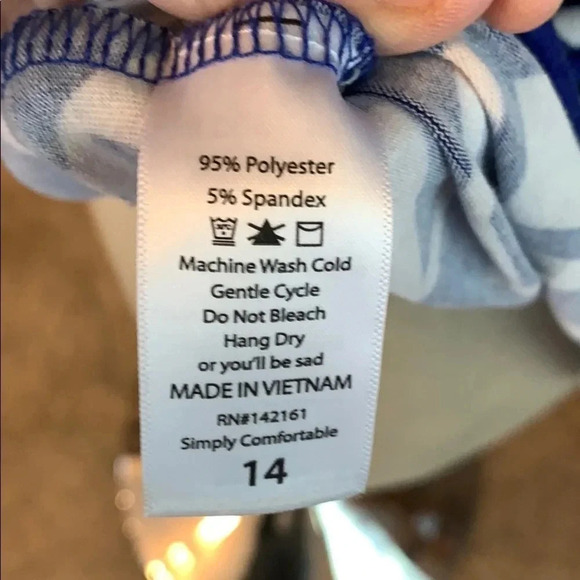 95% Polyester
5% Spandex
Machine Wash Cold
Gentle Cycle
Do Not Bleach
Hang Dry
or you'll be sad
MADE IN VIETNAM
RN#142161
Simply Comfortable
14